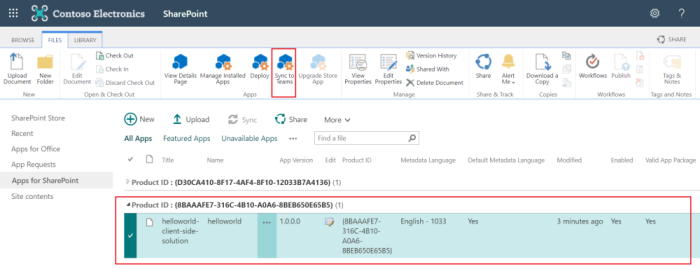 Contoso Electronics SharePoint
BROWSE FILES LIBRARY SHARE
Upload Document
New Folder
New
Edit Document
Check Out
Check In
Discard Check Out
Open & Check Out
View Details Page
Manage Installed Apps
Deploy
Sync to Teams
Upgrade Store App
Apps
View Properties
Edit Properties
Version History
Shared With
Delete Document
Manage
Share
Alert Me
Share & Track
Download a Copy
Copies
Workflows
Publish
Workflows
Tags & Notes
Tags and Notes
SharePoint Store
Recent
Apps for Office
App Requests
Apps for SharePoint
Site contents
New Upload Sync Share More
All Apps Featured Apps Unavailable Apps ••• Find a file
Title Name App Version Edit Product ID Metadata Language Default Metadata Language Modified Enabled Valid App Package
Product ID : {D30CA410-8F17-4AF4-8F10-12033B7A4136} (1)
Product ID : {8BAAAFE7-316C-4B10-A0A6-8BEB650E65B5} (1)
helloworld-client-side-solution
helloworld
•••
1.0.0.0
{8BAAAFE7-316C-4B10-A0A6-8BEB650E65B5}
English - 1033
Yes
3 minutes ago
Yes
Yes